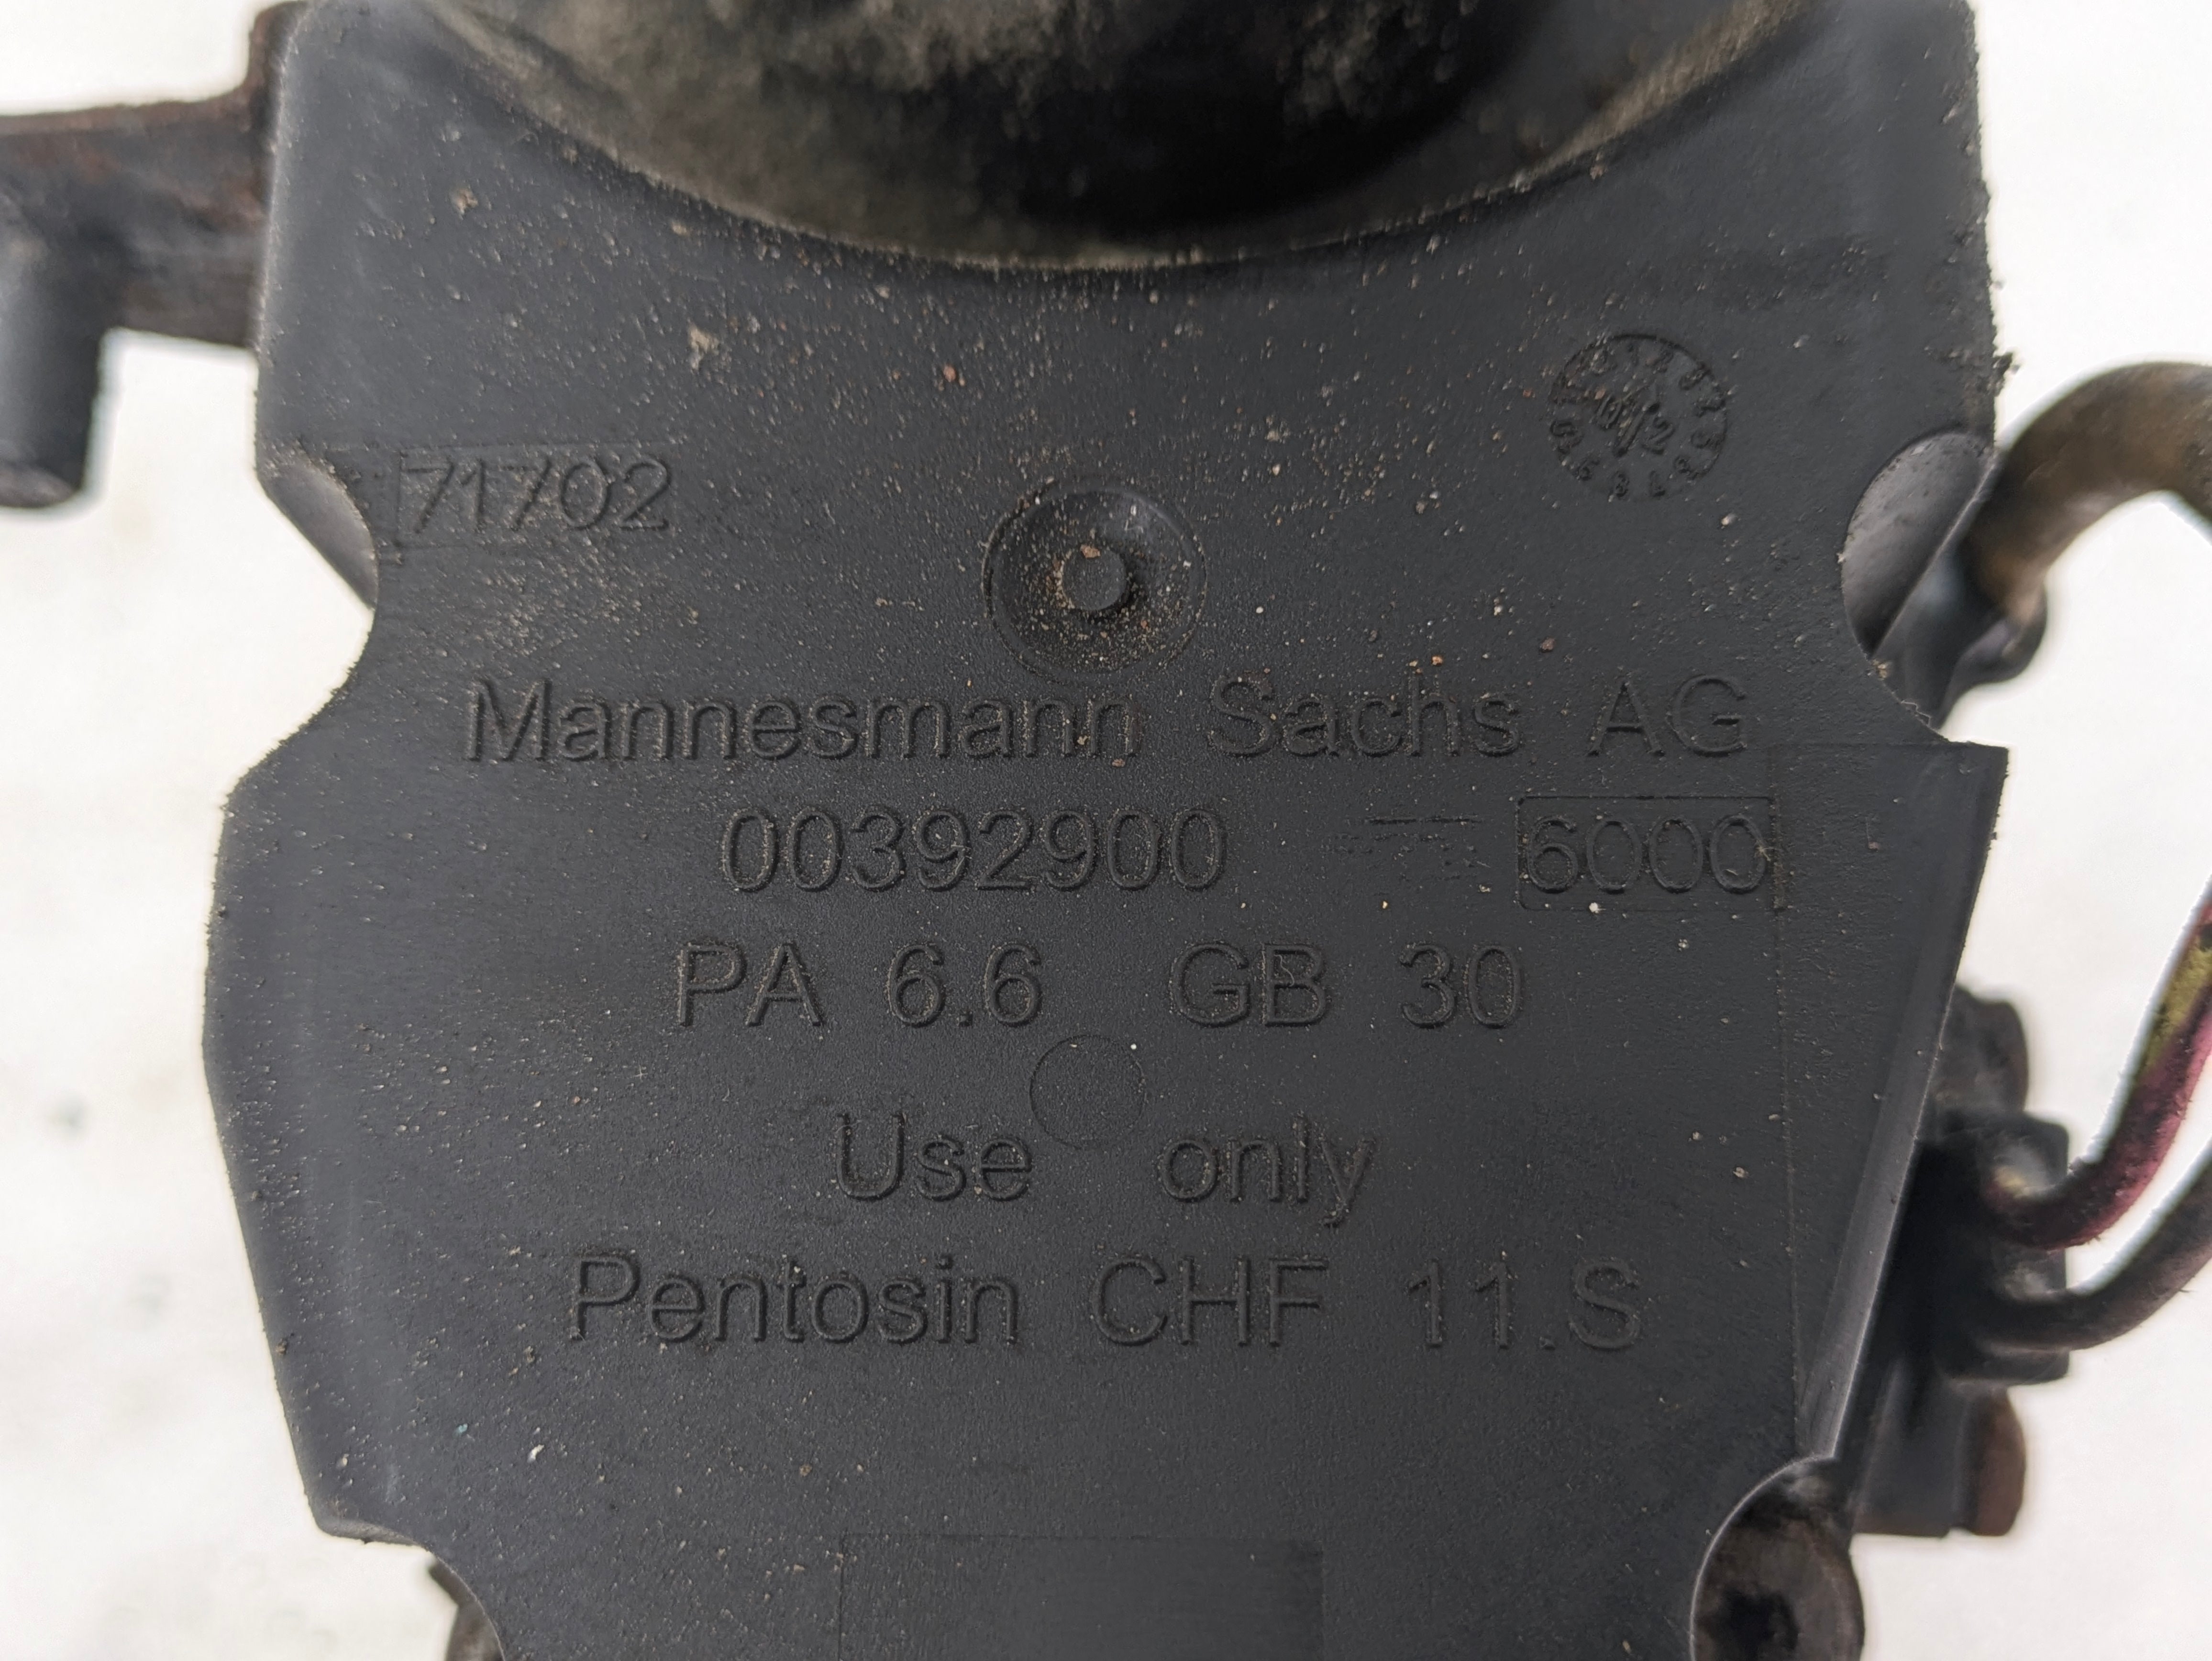 71702
Mannesmann Sachs AG
00392900 6000
PA 6.6 GB 30
Use only
Pentosin CHF 11.S